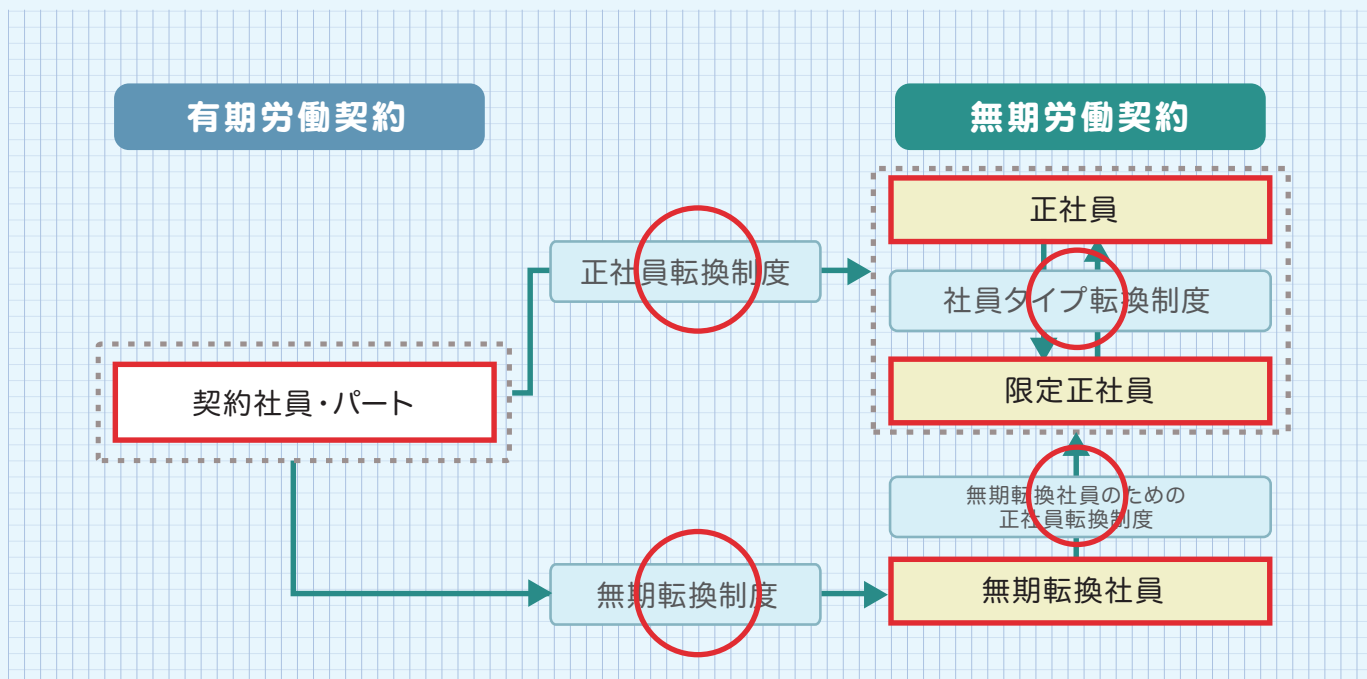 有期労働契約
無期労働契約
正社員
正社員転換制度
社員タイプ転換制度
契約社員・パート
限定正社員
無期転換社員のための
正社員転換制度
無期転換制度
無期転換社員